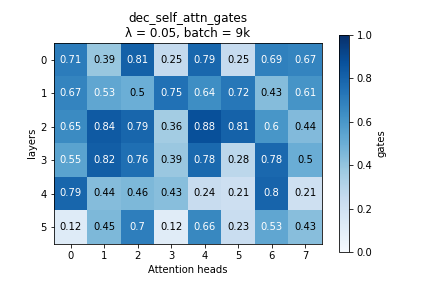 dec_self_attn_gates
λ = 0.05, batch = 9k
0 0.71 0.39 0.81 0.25 0.79 0.25 0.69 0.67
1 0.67 0.53 0.5 0.75 0.64 0.72 0.43 0.61
2 0.65 0.84 0.79 0.36 0.88 0.81 0.6 0.44
3 0.55 0.82 0.76 0.39 0.78 0.28 0.78 0.5
4 0.79 0.44 0.46 0.43 0.24 0.21 0.8 0.21
5 0.12 0.45 0.7 0.12 0.66 0.23 0.53 0.43
0 1 2 3 4 5 6 7
Attention heads
layers
1.0
0.8
0.6
0.4
0.2
0.0
gates